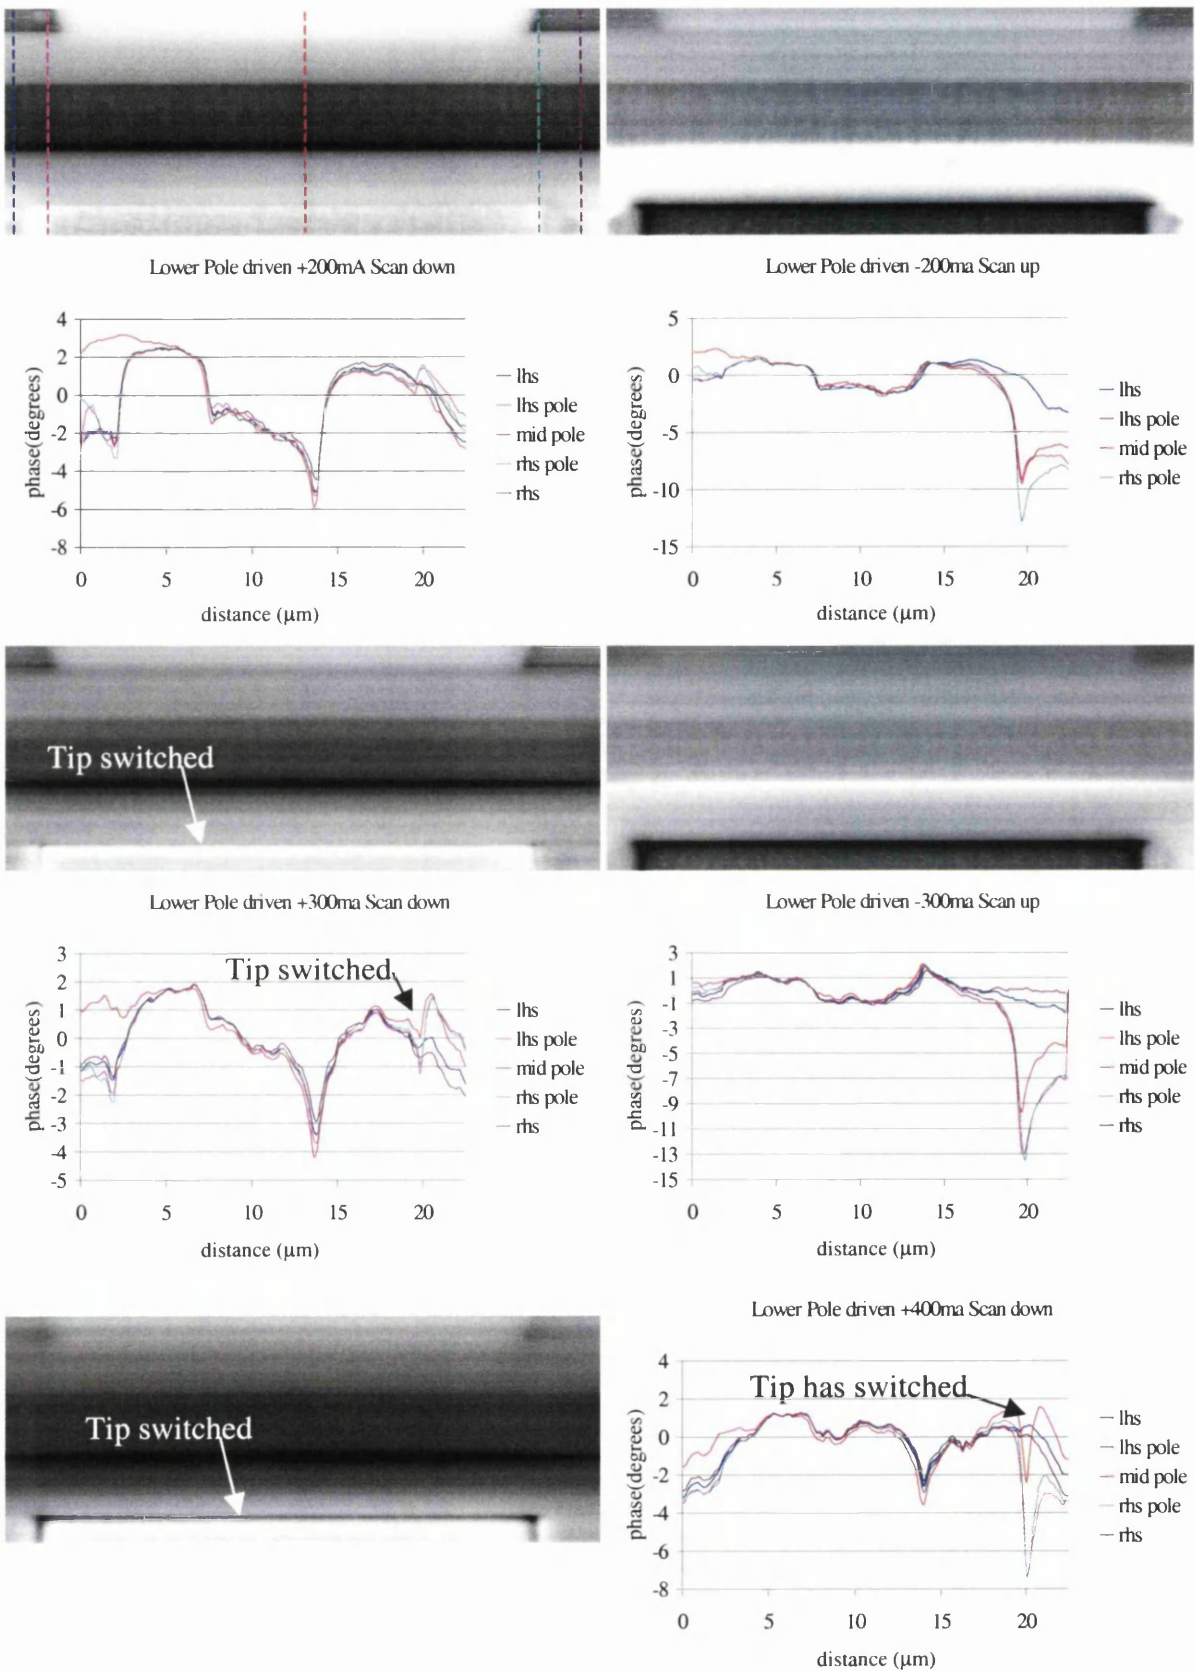 Lower Pole driven +200mA Scan down
Lower Pole driven -200ma Scan up
4
2
0
-2
-4
-6
-8
phase(degrees)
0 5 10 15 20
distance (μm)
lhs
lhs pole
mid pole
rhs pole
rhs
5
0
-5
-10
-15
phase(degrees)
0 5 10 15 20
distance (μm)
lhs
lhs pole
mid pole
rhs pole
Tip switched
Lower Pole driven +300ma Scan down
Lower Pole driven -300ma Scan up
3
2
1
0
-1
-2
-3
-4
-5
phase(degrees)
Tip switched
0 5 10 15 20
distance (μm)
lhs
lhs pole
mid pole
rhs pole
rhs
3
1
-1
-3
-5
-7
-9
-11
-13
-15
phase(degrees)
0 5 10 15 20
distance (μm)
lhs
lhs pole
mid pole
rhs pole
rhs
Tip switched
Lower Pole driven +400ma Scan down
4
2
0
-2
-4
-6
-8
phase(degrees)
Tip has switched
0 5 10 15 20
distance (μm)
lhs
lhs pole
mid pole
rhs pole
rhs